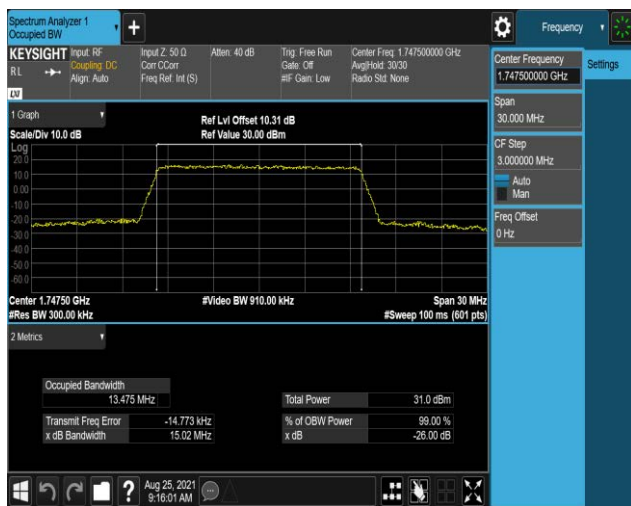 Spectrum Analyzer 1
Occupied BW
+
Frequency
KEYSIGHT
RL
LXI
Input: RF
Coupling: DC
Align: Auto
Input Z: 50 Ω
Corr CCorr
Freq Ref: Int (S)
Atten: 40 dB
Trig: Free Run
Gate: Off
#IF Gain: Low
Center Freq: 1.747500000 GHz
Avg|Hold: 30/30
Radio Std: None
Center Frequency
1.747500000 GHz
Settings
Span
30.000 MHz
CF Step
3.000000 MHz
Auto
Man
Freq Offset
0 Hz
1 Graph
Scale/Div 10.0 dB
Ref Lvl Offset 10.31 dB
Ref Value 30.00 dBm
Log
20.0
10.0
0.00
-10.0
-20.0
-30.0
-40.0
-50.0
-60.0
Center 1.74750 GHz
#Res BW 300.00 kHz
#Video BW 910.00 kHz
Span 30 MHz
#Sweep 100 ms (601 pts)
2 Metrics
Occupied Bandwidth
13.475 MHz
Total Power 31.0 dBm
Transmit Freq Error -14.773 kHz
% of OBW Power 99.00 %
x dB Bandwidth 15.02 MHz
x dB -26.00 dB
?
Aug 25, 2021
9:16:01 AM